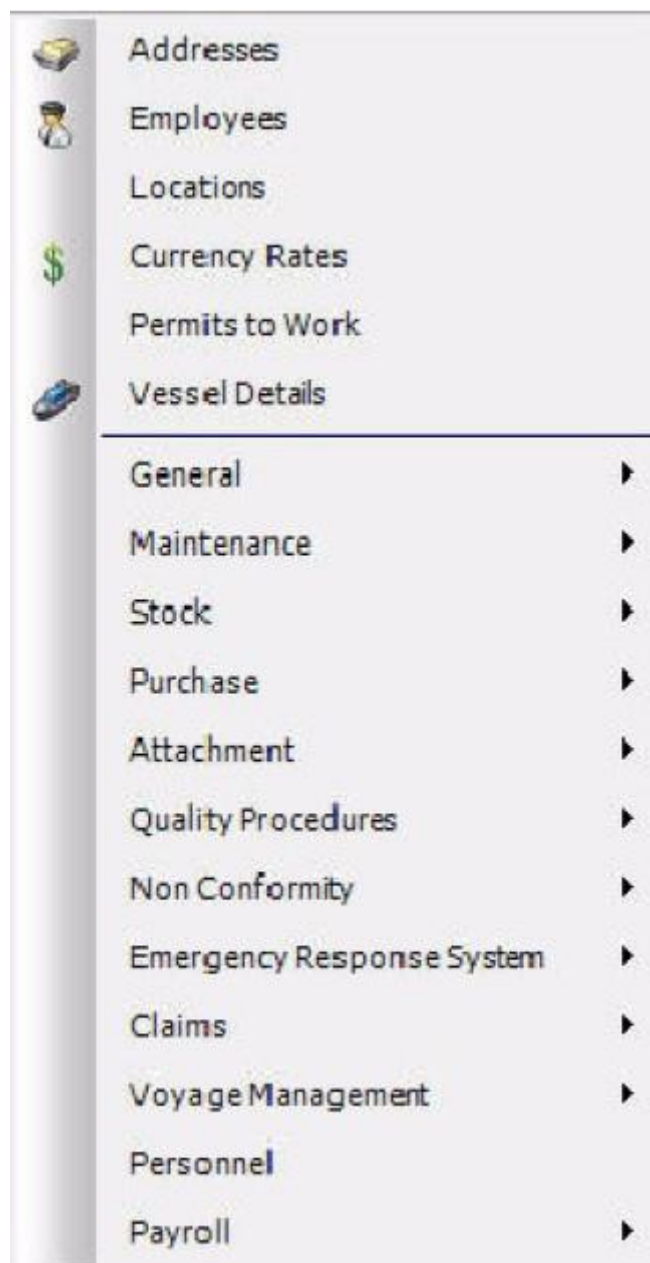 Addresses
Employees
Locations
Currency Rates
Permits to Work
Vessel Details
General
Maintenance
Stock
Purchase
Attachment
Quality Procedures
Non Conformity
Emergency Response System
Claims
Voyage Management
Personnel
Payroll